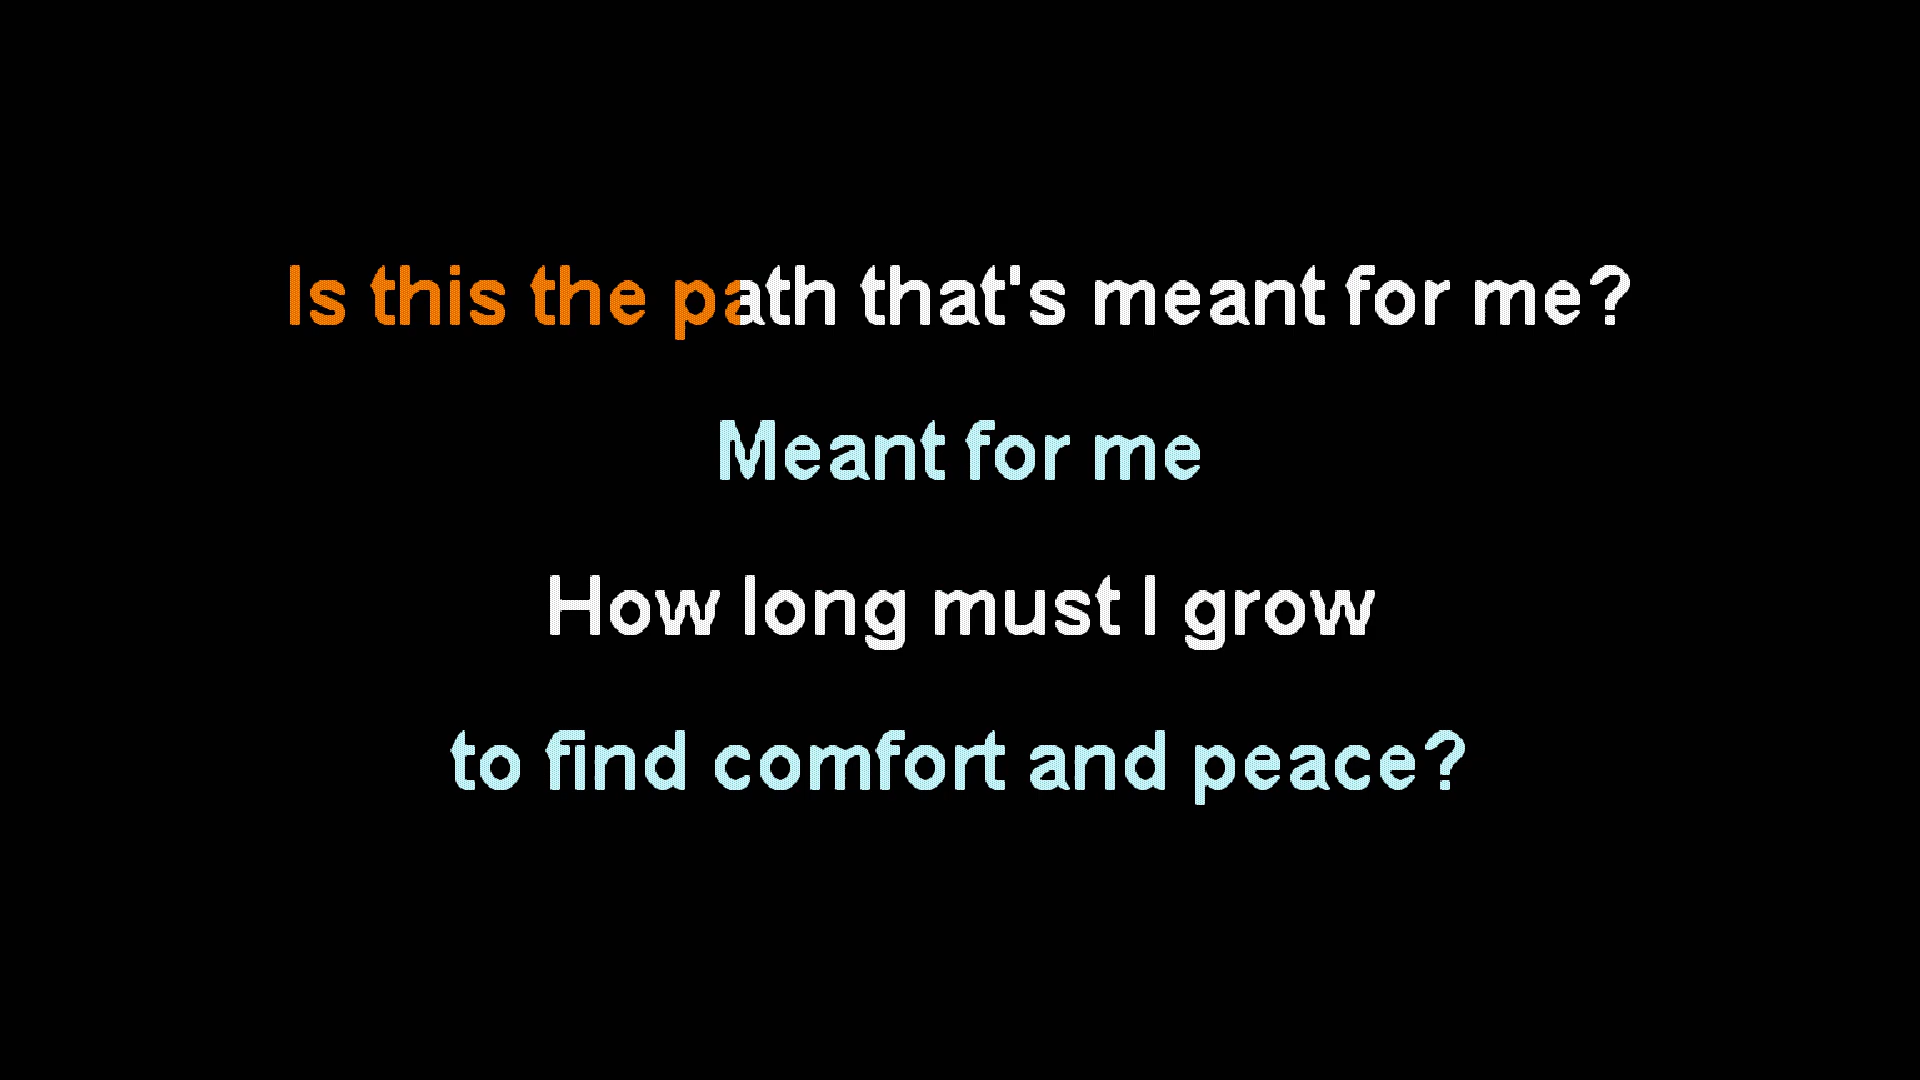 Is this the path that's meant for me?
Meant for me
How long must I grow
to find comfort and peace?